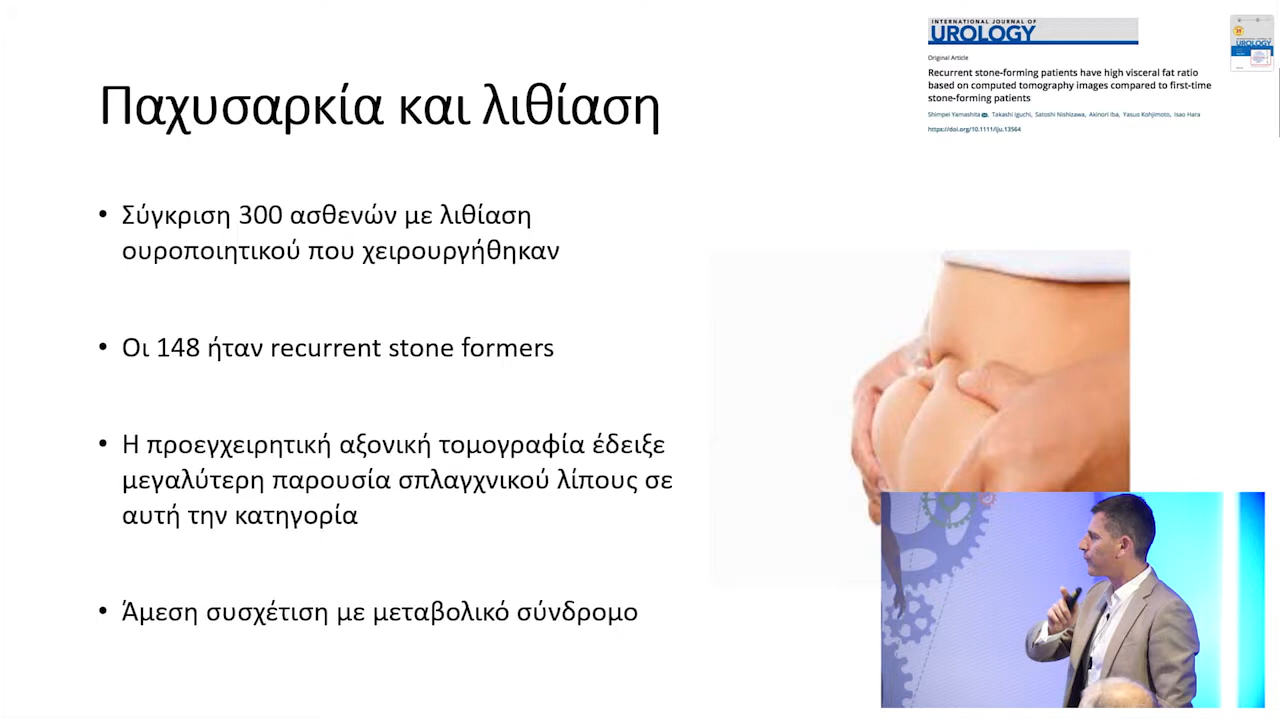 INTERNATIONAL JOURNAL OF
UROLOGY
Original Article
Recurrent stone-forming patients have high visceral fat ratio
based on computed tomography images compared to first-time
stone-forming patients
Shimpei Yamashita, Takashi Iguchi, Satoshi Nishizawa, Akinori Iba, Yasuo Kohjimoto, Isao Hara
https://doi.org/10.1111/iju.13564
UROLOGY
Παχυσαρκία και λιθίαση
• Σύγκριση 300 ασθενών με λιθίαση
ουροποιητικού που χειρουργήθηκαν
• Οι 148 ήταν recurrent stone formers
• Η προεγχειρητική αξονική τομογραφία έδειξε
μεγαλύτερη παρουσία σπλαγχνικού λίπους σε
αυτή την κατηγορία
• Άμεση συσχέτιση με μεταβολικό σύνδρομο